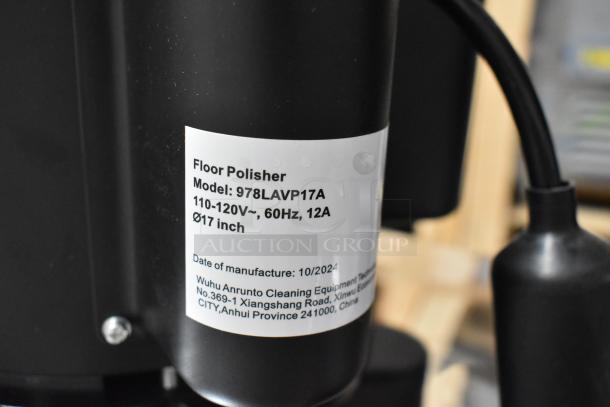 Floor Polisher
Model: 978LAVP17A
110-120V~, 60Hz, 12A
Ø17 inch
AUCTION GROUP
Date of manufacture: 10/2024
Wuhu Anrunto Cleaning Equipment
No.369-1 Xiangshang Road, Xinwu
CITY,Anhui Province 241000, China